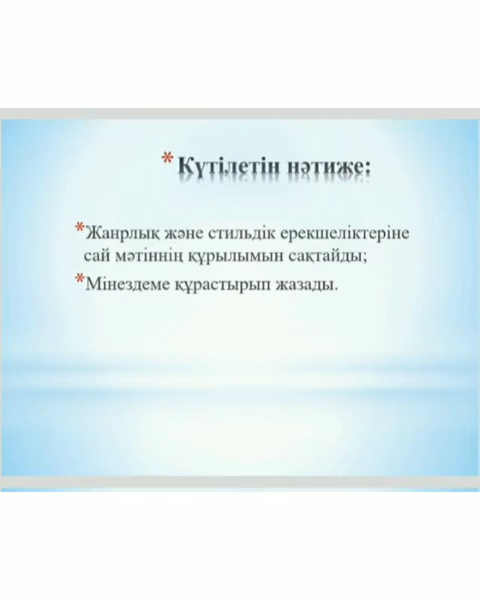 *Күтілетін нәтиже:
*Жанрлық және стильдік ерекшеліктеріне
сай мәтіннің құрылымын сақтайды;
*Мінездеме құрастырып жазады.